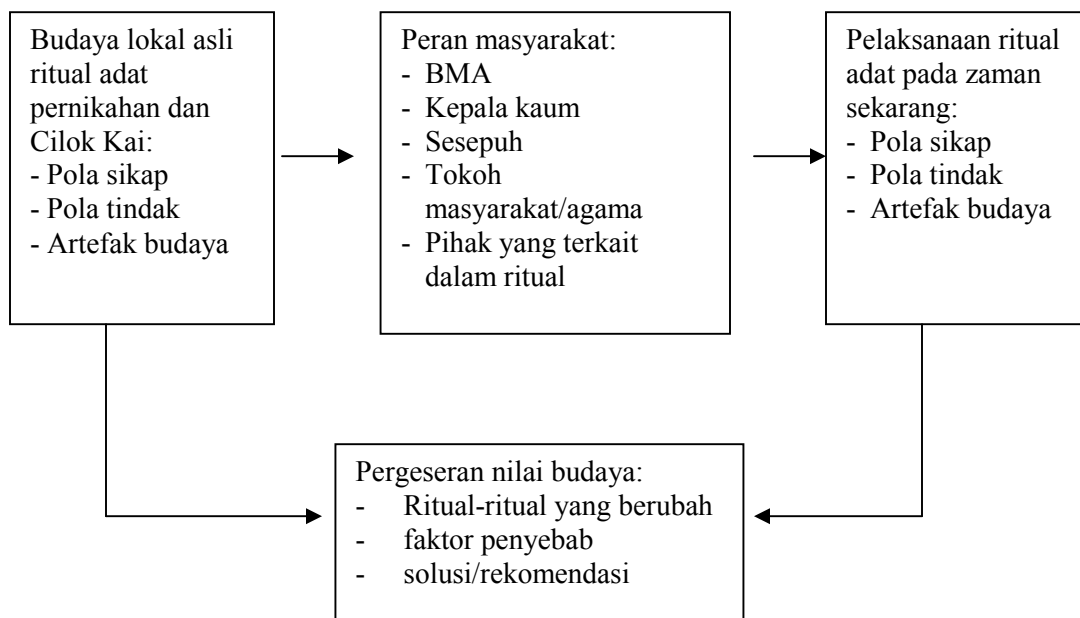 Budaya lokal asli
ritual adat
pernikahan dan
Cilok Kai:
- Pola sikap
- Pola tindak
- Artefak budaya
Peran masyarakat:
- BMA
- Kepala kaum
- Sesepuh
- Tokoh
masyarakat/agama
- Pihak yang terkait
dalam ritual
Pelaksanaan ritual
adat pada zaman
sekarang:
- Pola sikap
- Pola tindak
- Artefak budaya
Pergeseran nilai budaya:
- Ritual-ritual yang berubah
- faktor penyebab
- solusi/rekomendasi